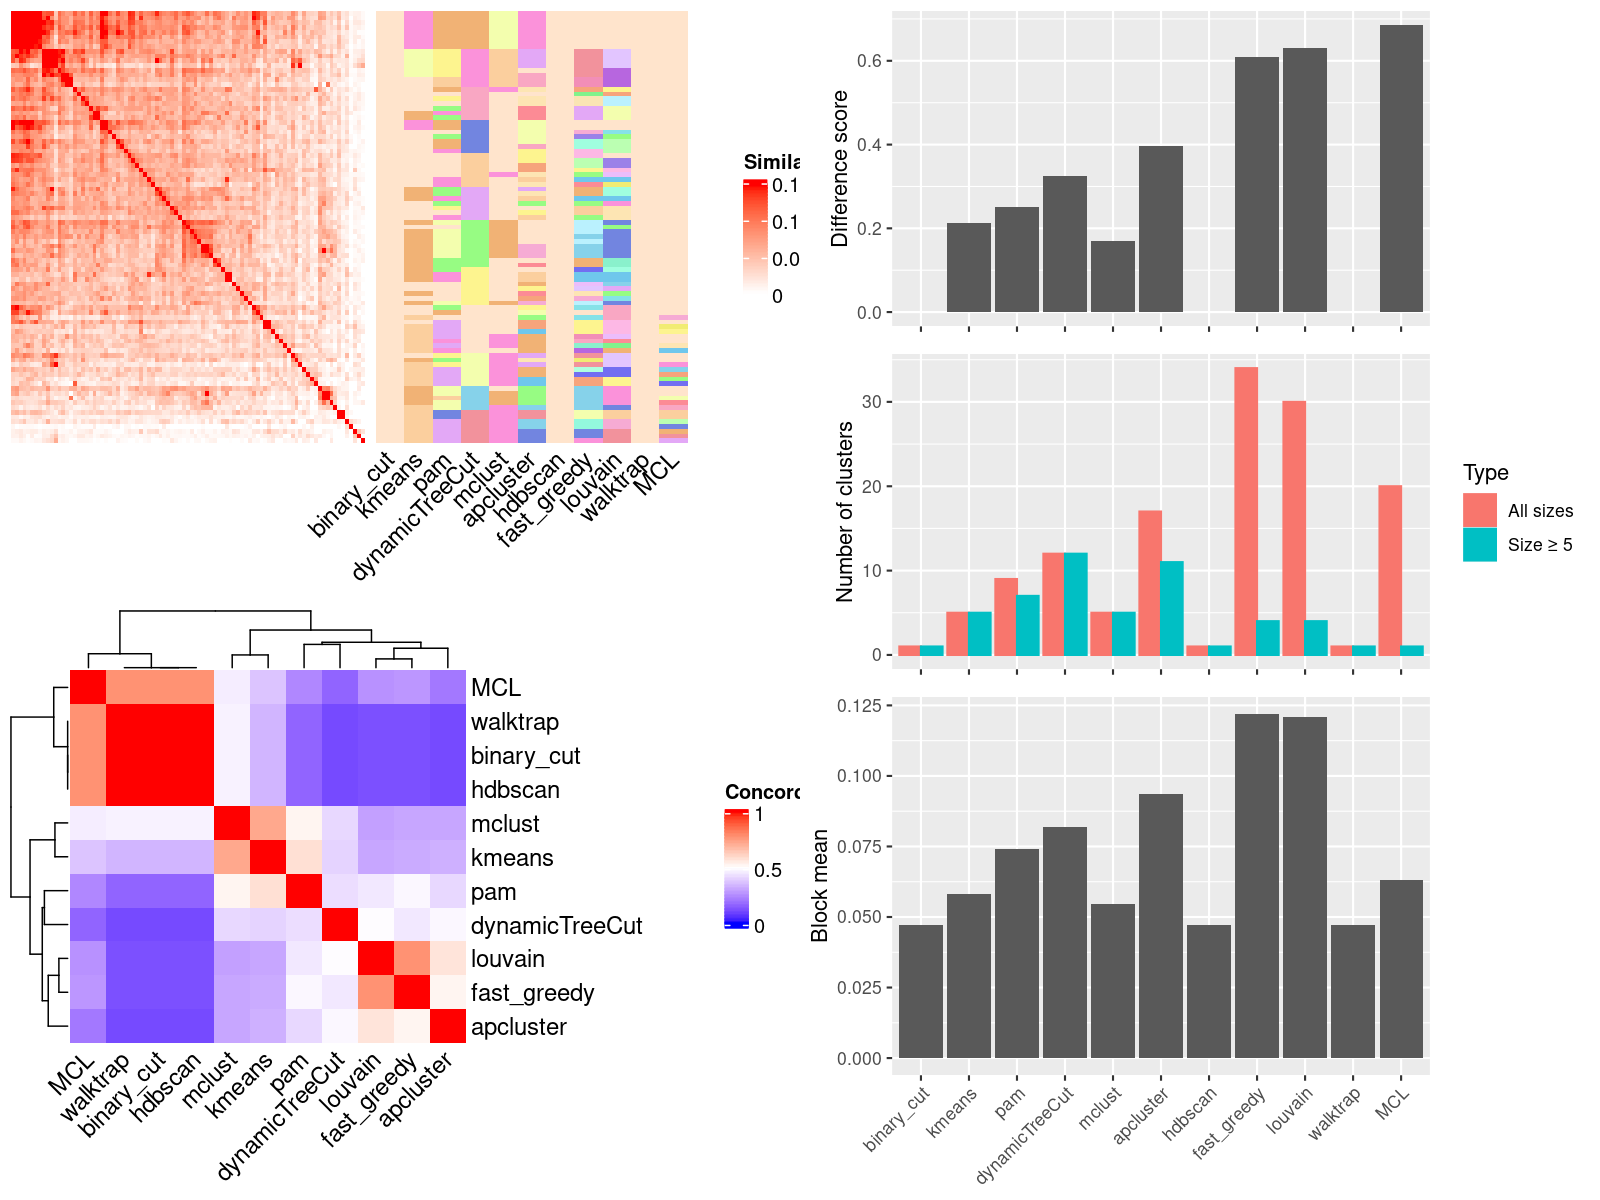 Simila
0.1
0.1
0.0
0
binary_cut
kmeans
pam
dynamicTreeCut
mclust
apcluster
hdbscan
fast_greedy
louvain
walktrap
MCL
MCL
walktrap
binary_cut
hdbscan
mclust
kmeans
pam
dynamicTreeCut
louvain
fast_greedy
apcluster
Concord
1
0.5
0
MCL
walktrap
binary_cut
hdbscan
mclust
kmeans
pam
dynamicTreeCut
louvain
fast_greedy
apcluster
Difference score
0.6
0.4
0.2
0.0
Number of clusters
30
20
10
0
Type
All sizes
Size ≥ 5
Block mean
0.125
0.100
0.075
0.050
0.025
0.000
binary_cut
kmeans
pam
dynamicTreeCut
mclust
apcluster
hdbscan
fast_greedy
louvain
walktrap
MCL